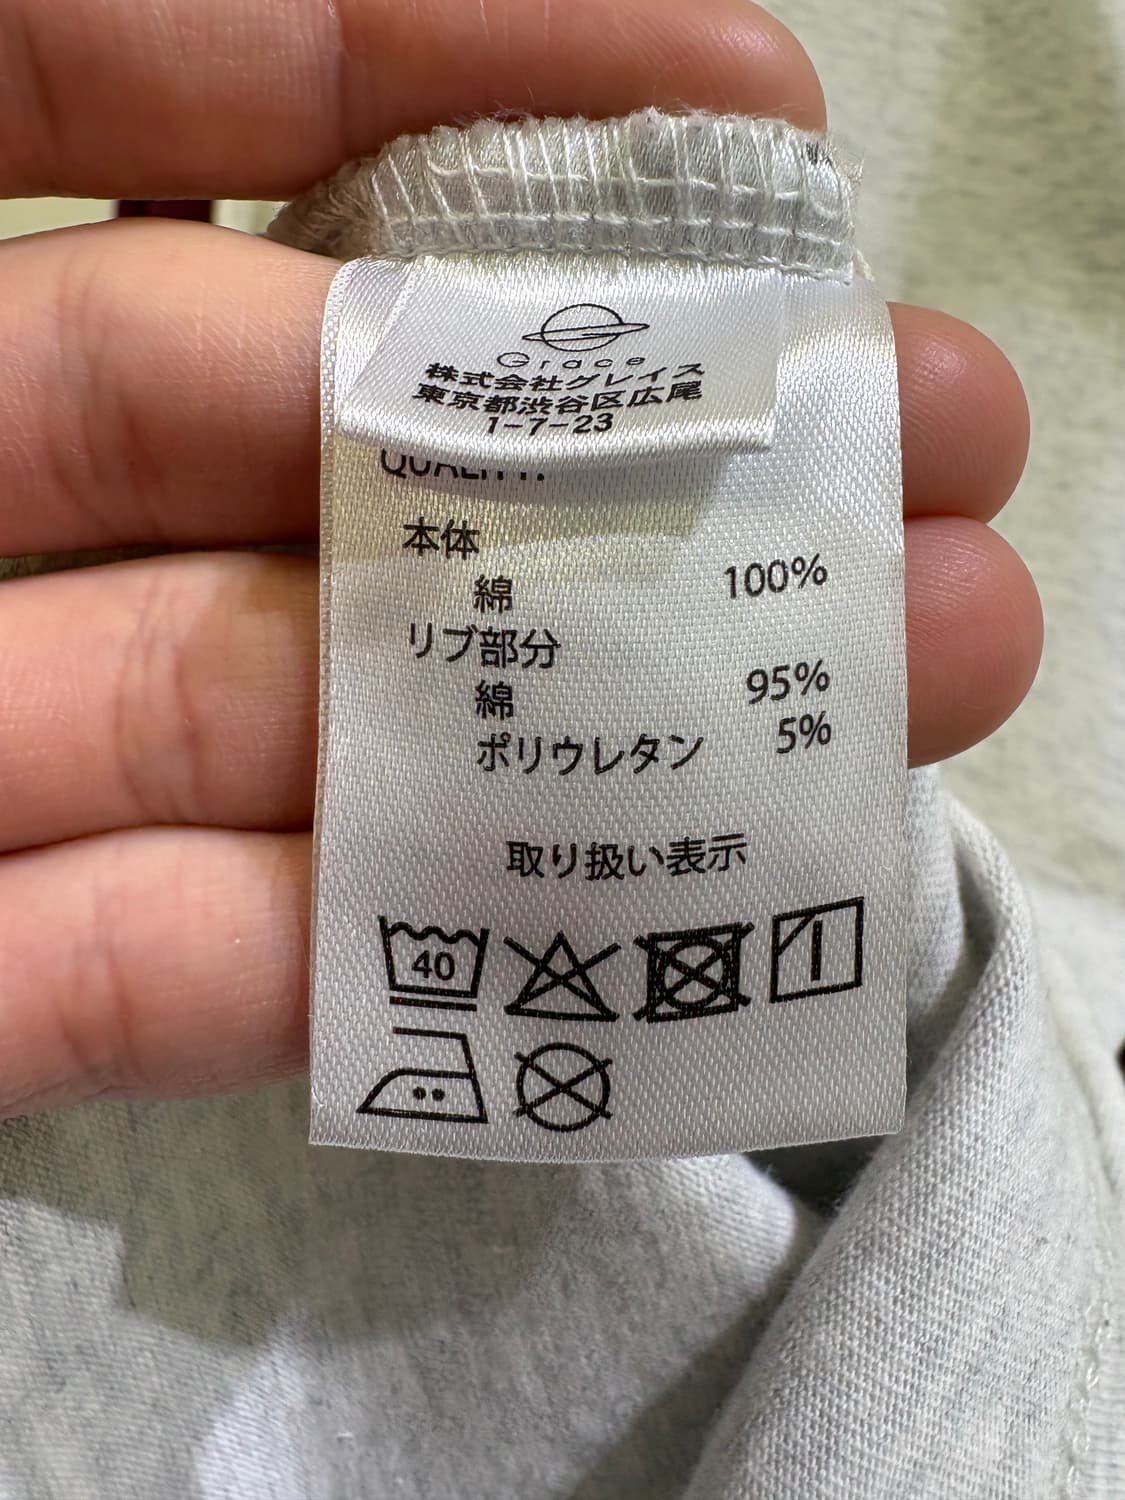 Grace
株式会社グレイス
東京都渋谷区広尾
1-7-23
QUALITY.
本体
綿 100%
リブ部分
綿 95%
ポリウレタン 5%
取り扱い表示
40